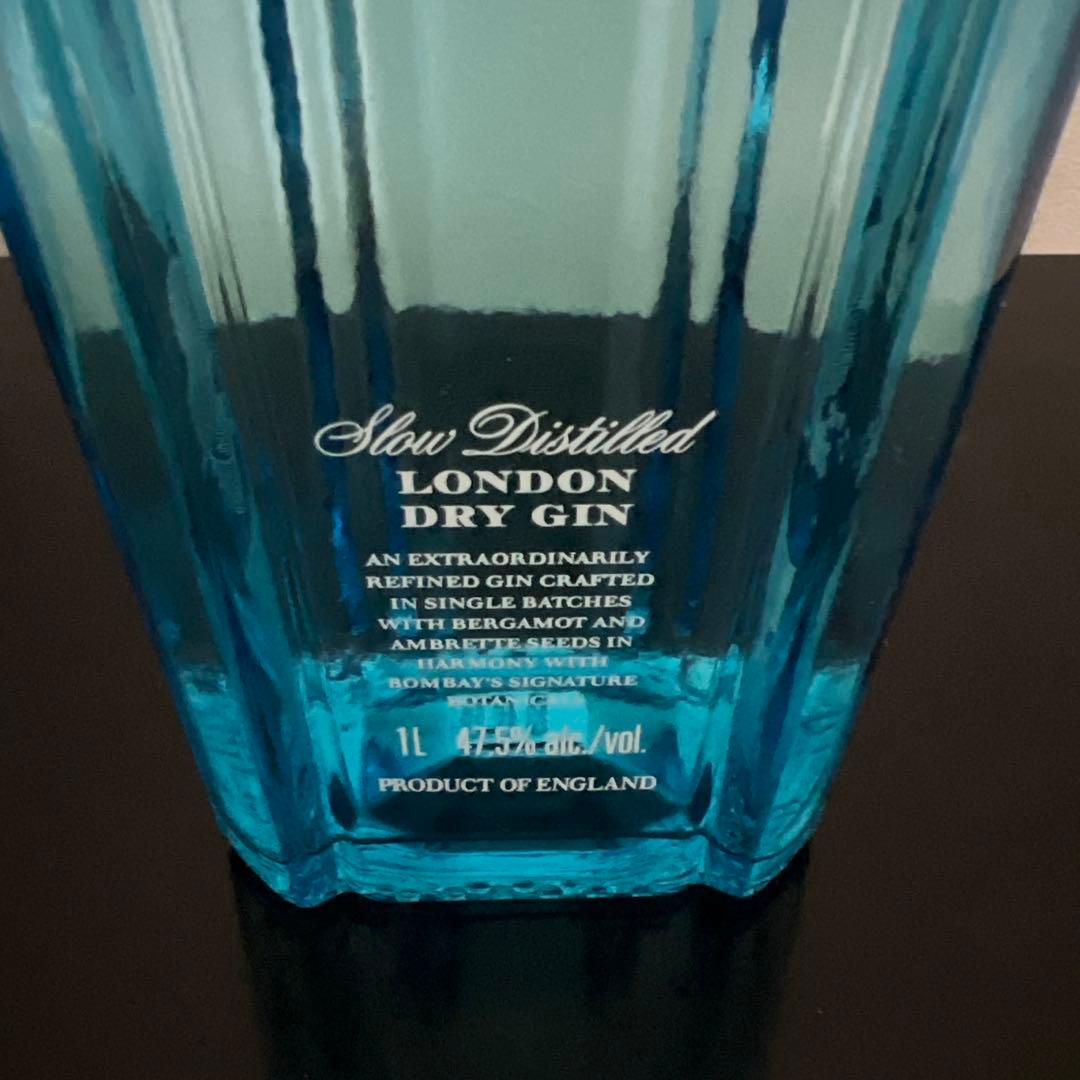 Slow Distilled
LONDON
DRY GIN
AN EXTRAORDINARILY
REFINED GIN CRAFTED
IN SINGLE BATCHES
WITH BERGAMOT AND
AMBRETTE SEEDS IN
HARMONY WITH
BOMBAY'S SIGNATURE
1L 47.5% alc./vol.
PRODUCT OF ENGLAND